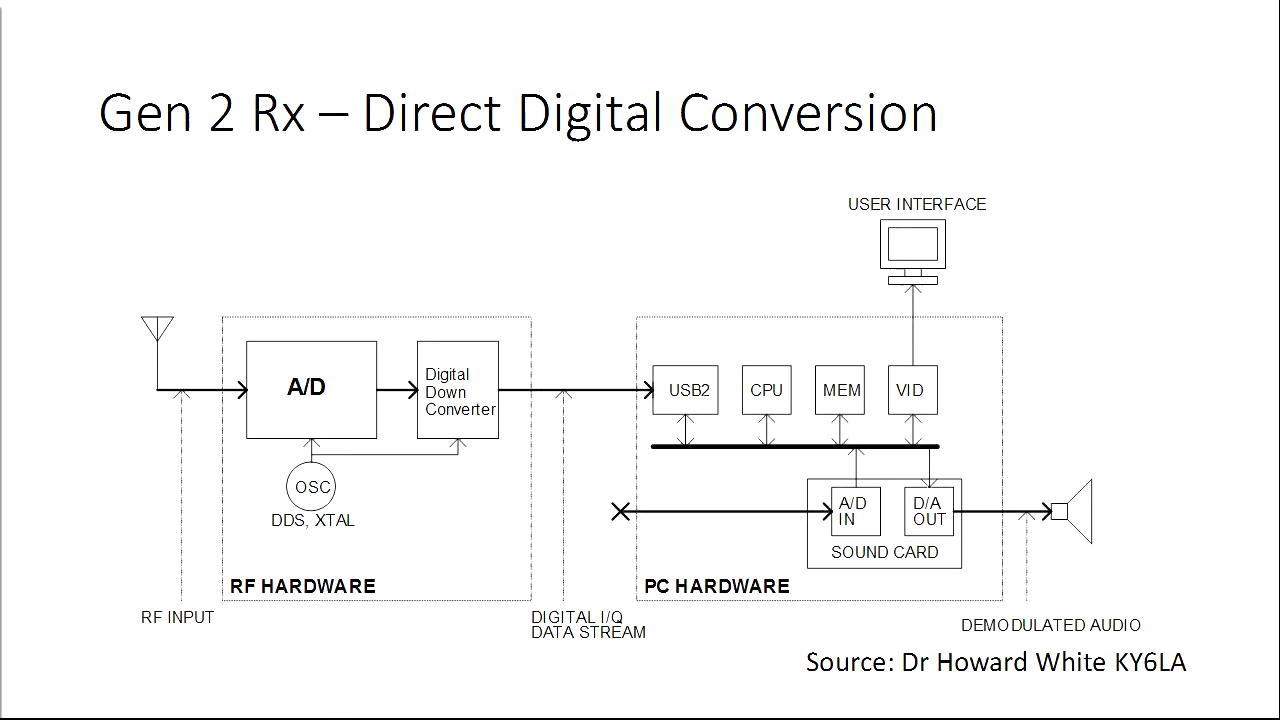 Gen 2 Rx – Direct Digital Conversion
USER INTERFACE
A/D
Digital
Down
Converter
USB2
CPU
MEM
VID
OSC
DDS, XTAL
A/D
IN
D/A
OUT
SOUND CARD
RF HARDWARE
PC HARDWARE
RF INPUT
DIGITAL I/Q
DATA STREAM
DEMODULATED AUDIO
Source: Dr Howard White KY6LA